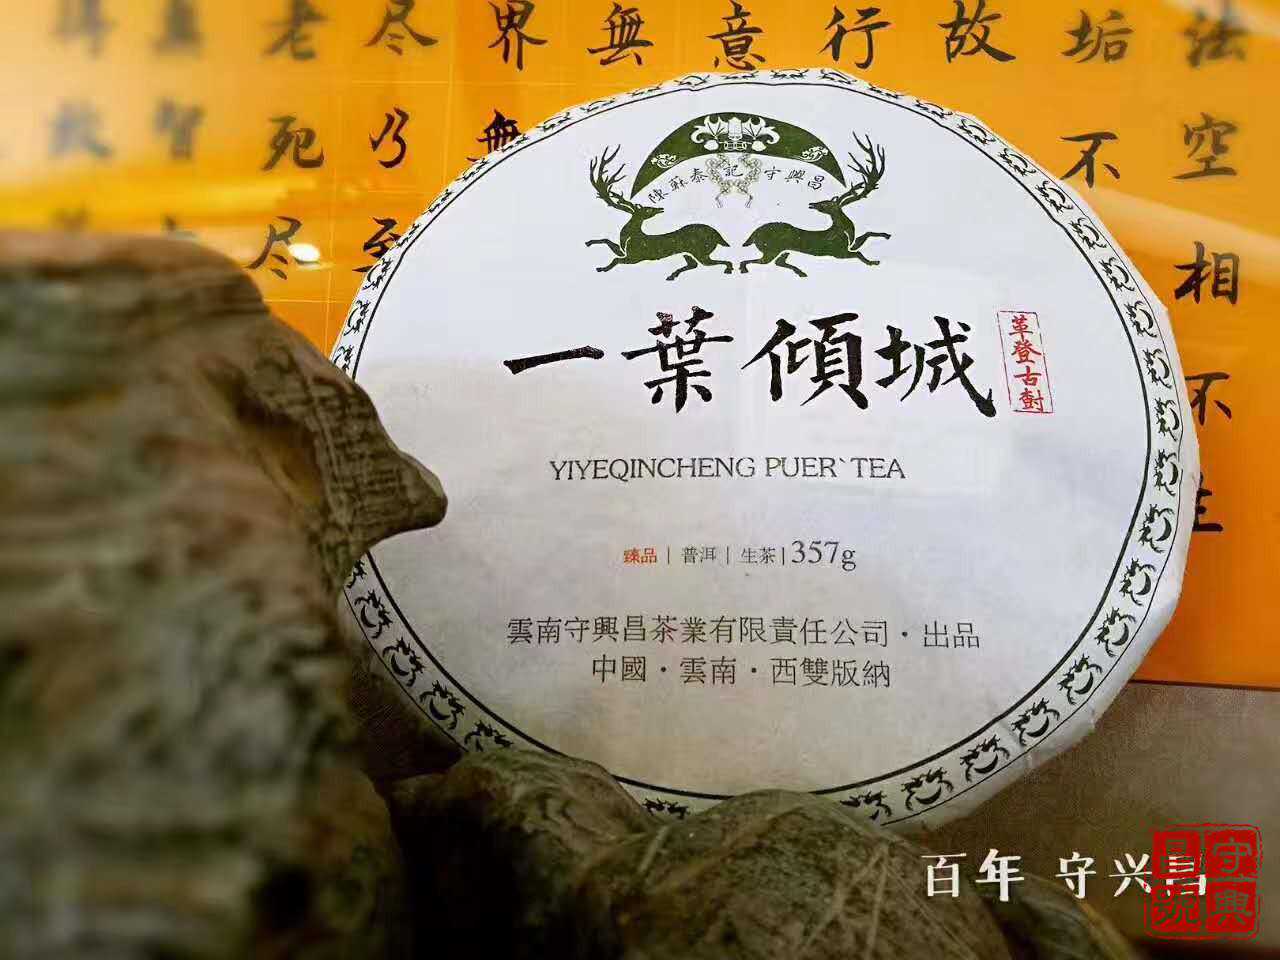 法空相不生
垢不
故
行
意
無
界無
尽乃至
老死尽
陳蘇泰記守興昌
一葉傾城
革登古樹
YIYEQINCHENG PUER`TEA
臻品 | 普洱 | 生茶 | 357g
雲南守興昌茶業有限責任公司·出品
中國·雲南·西雙版納
百年 守兴昌
守興昌號